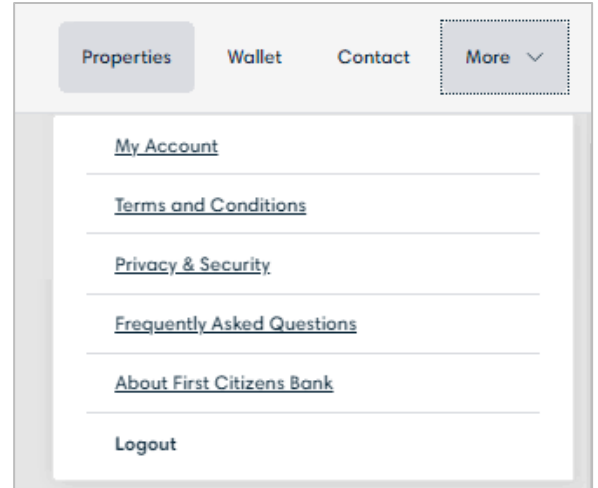 Properties Wallet Contact More
My Account
Terms and Conditions
Privacy & Security
Frequently Asked Questions
About First Citizens Bank
Logout